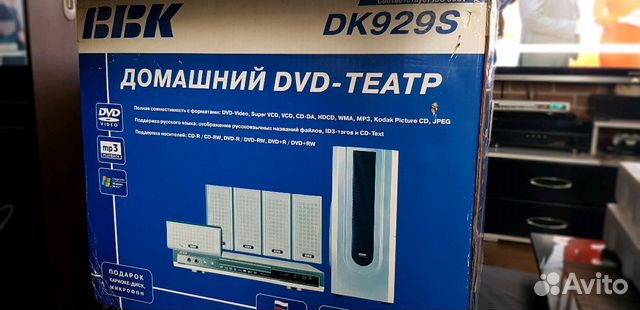 BBK
DK929S
ДОМАШНИЙ DVD-ТЕАТР
Полная совместимость с форматами: DVD-Video, Super VCD, VCD, CD-DA, HDCD, WMA, MP3, Kodak Picture CD, JPEG
Поддержка русского языка: отображение русскоязычных названий файлов, ID3-тэгов и CD-Text
Поддержка носителей: CD-R / CD-RW, DVD-R / DVD-RW, DVD+R / DVD+RW
DVD
VIDEO
mp3
ПОДАРОК
КАРАОКЕ-ДИСК,
МИКРОФОН
Avito